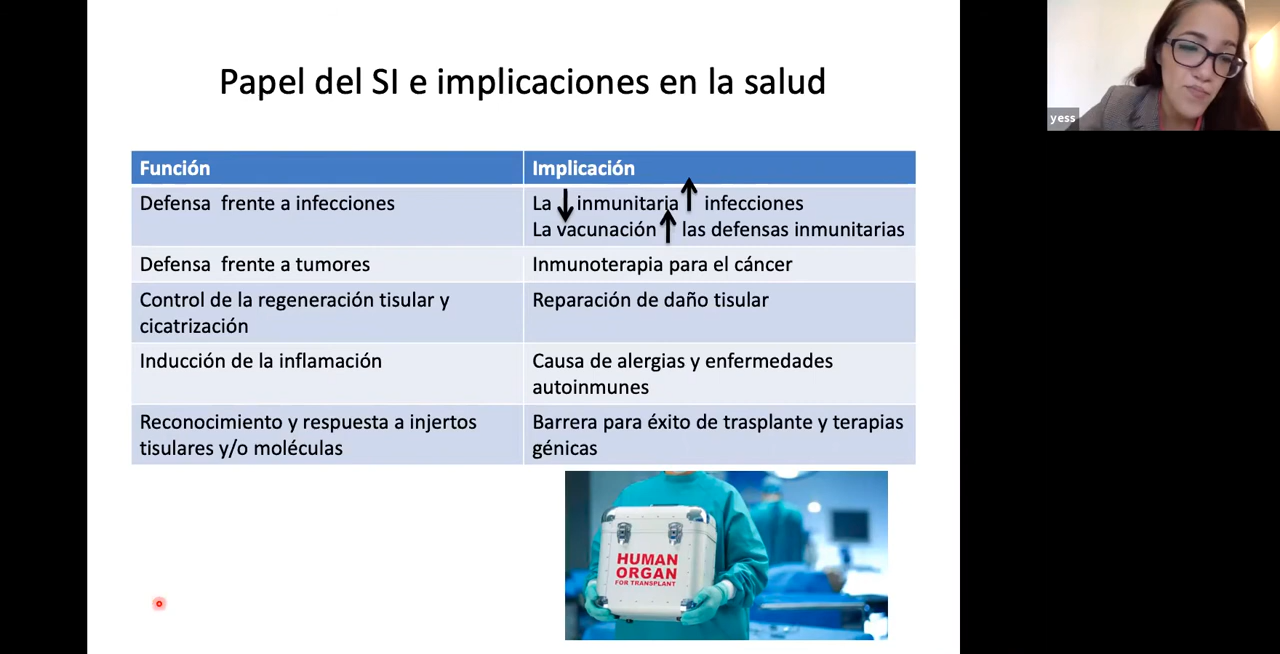 Papel del SI e implicaciones en la salud
yess
Función
Implicación
Defensa frente a infecciones
La ↓ inmunitaria ↑ infecciones
La vacunación ↑ las defensas inmunitarias
Defensa frente a tumores
Inmunoterapia para el cáncer
Control de la regeneración tisular y
cicatrización
Reparación de daño tisular
Inducción de la inflamación
Causa de alergias y enfermedades
autoinmunes
Reconocimiento y respuesta a injertos
tisulares y/o moléculas
Barrera para éxito de trasplante y terapias
génicas
HUMAN
ORGAN
FOR TRANSPLANT